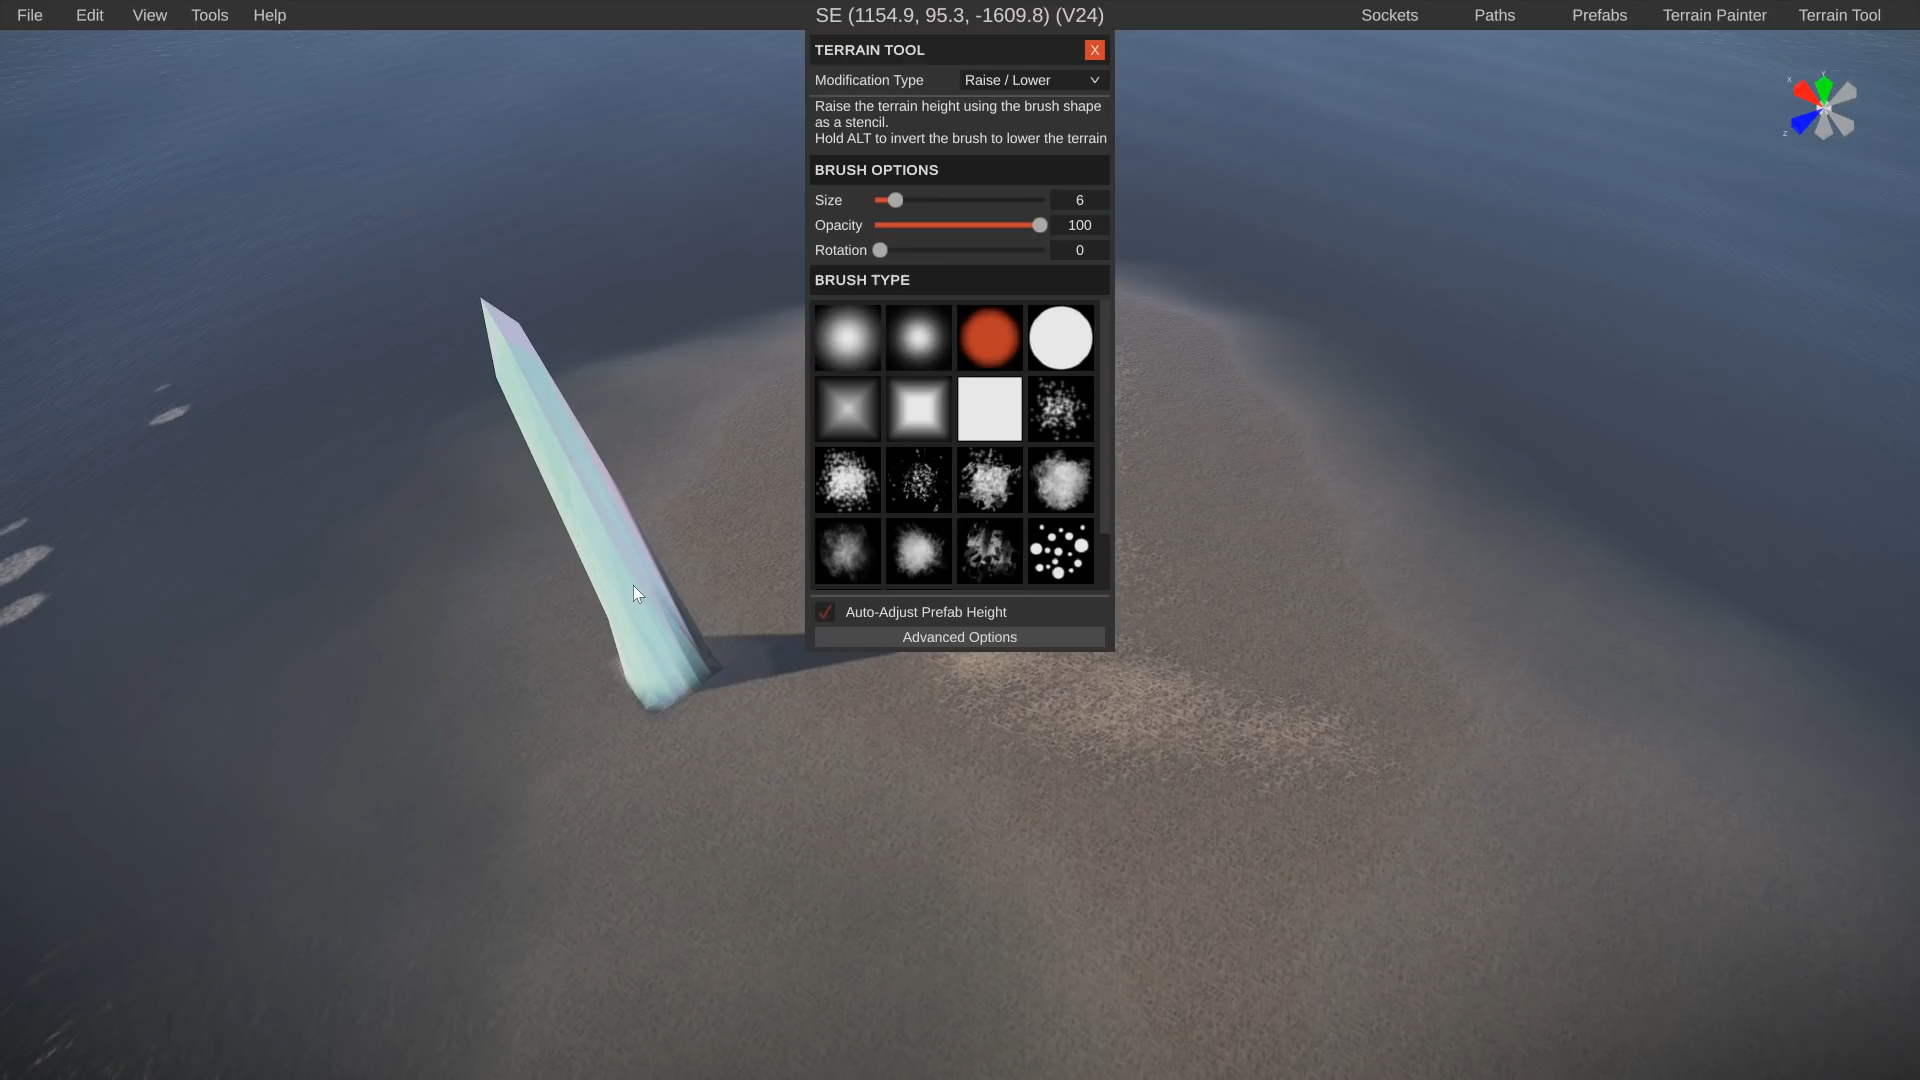 File Edit View Tools Help SE (1154.9, 95.3, -1609.8) (V24) Sockets Paths Prefabs Terrain Painter Terrain Tool
TERRAIN TOOL X
Modification Type Raise / Lower
Raise the terrain height using the brush shape
as a stencil.
Hold ALT to invert the brush to lower the terrain
BRUSH OPTIONS
Size 6
Opacity 100
Rotation 0
BRUSH TYPE
Auto-Adjust Prefab Height
Advanced Options
X
Y
Z